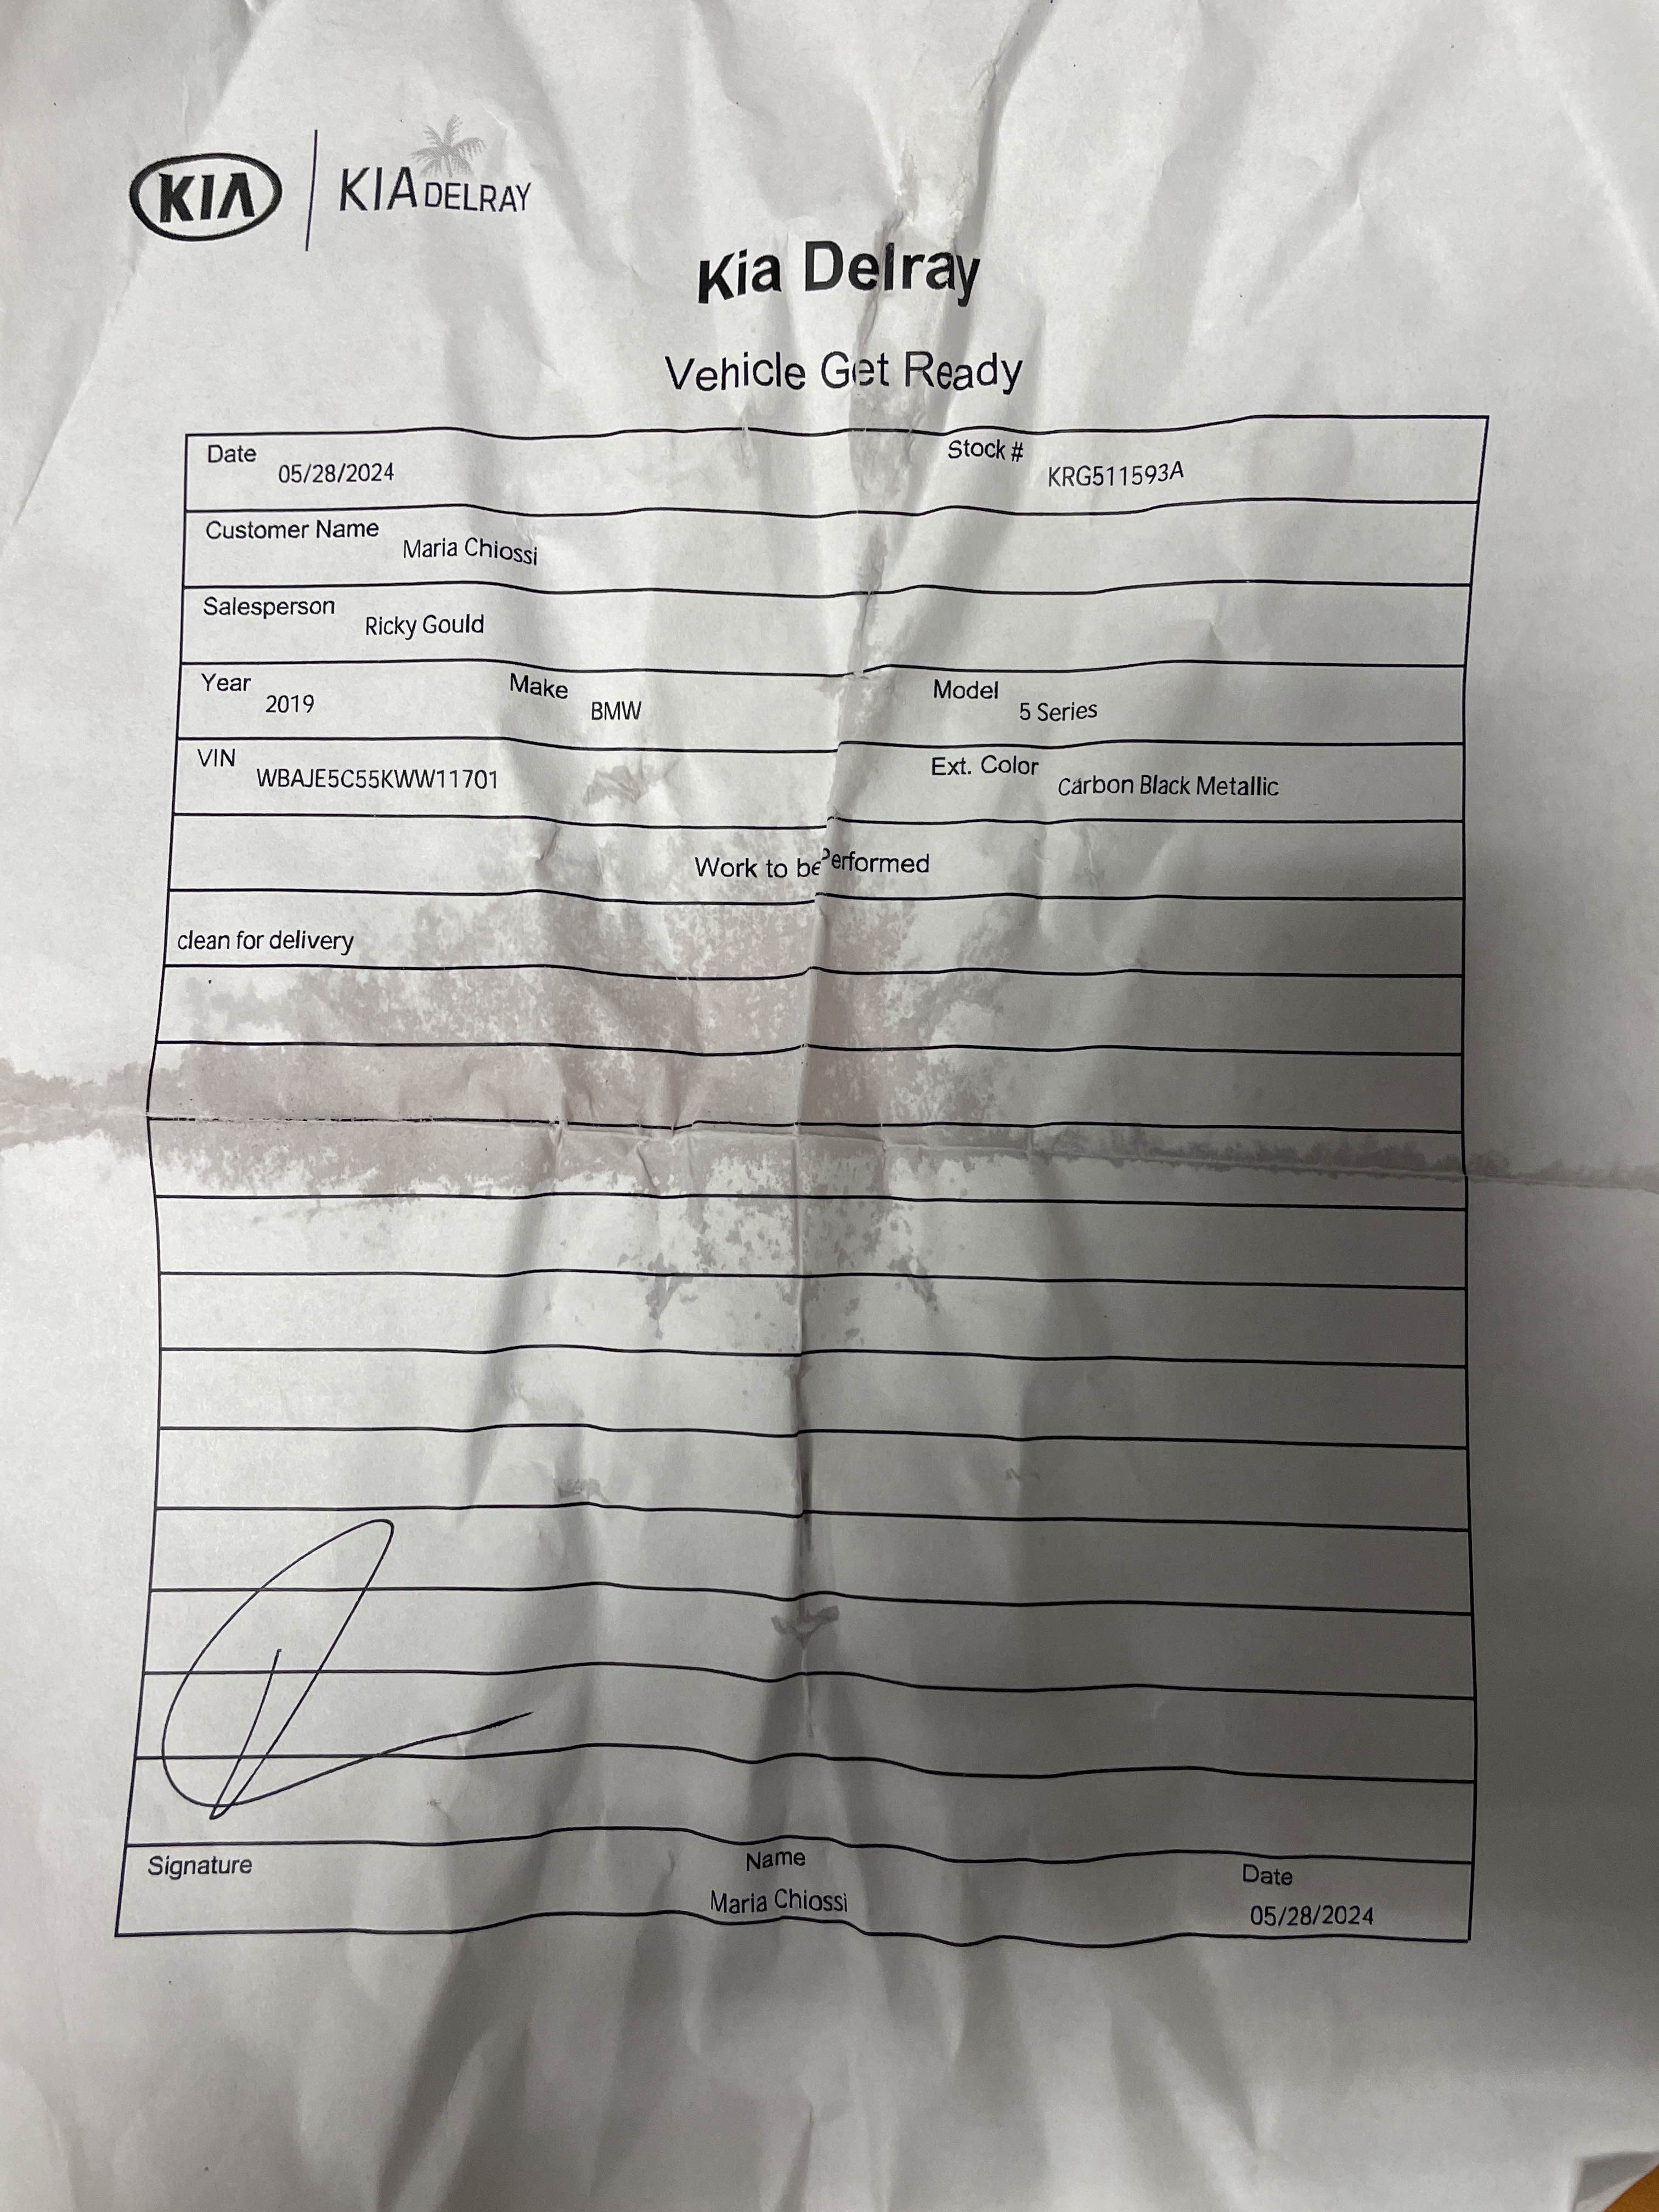 KIA KIA DELRAY
Kia Delray
Vehicle Get Ready
Date 05/28/2024 Stock # KRG511593A
Customer Name Maria Chiossi
Salesperson Ricky Gould
Year 2019 Make BMW Model 5 Series
VIN WBAJE5C55KWW11701 Ext. Color Carbon Black Metallic
Work to be Performed
clean for delivery
Signature Name Date
Maria Chiossi 05/28/2024